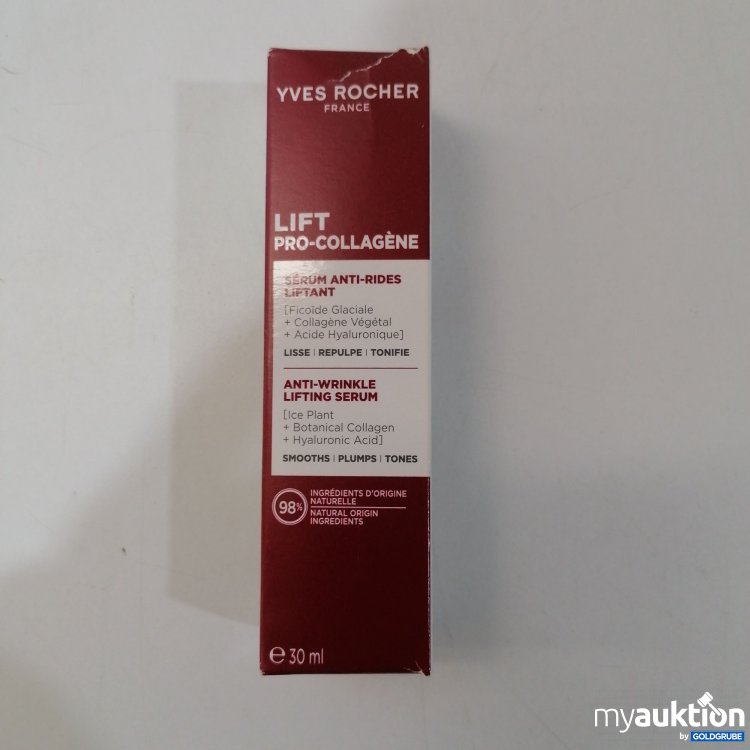 YVES ROCHER
FRANCE
LIFT
PRO-COLLAGÈNE
SÉRUM ANTI-RIDES
LIFTANT
[Ficoïde Glaciale
+ Collagène Végétal
+ Acide Hyaluronique]
LISSE | REPULPE | TONIFIE
ANTI-WRINKLE
LIFTING SERUM
[Ice Plant
+ Botanical Collagen
+ Hyaluronic Acid]
SMOOTHS | PLUMPS | TONES
98%
INGRÉDIENTS D'ORIGINE
NATURELLE
NATURAL ORIGIN
INGREDIENTS
℮ 30 ml
myauktion
by GOLDGRUBE